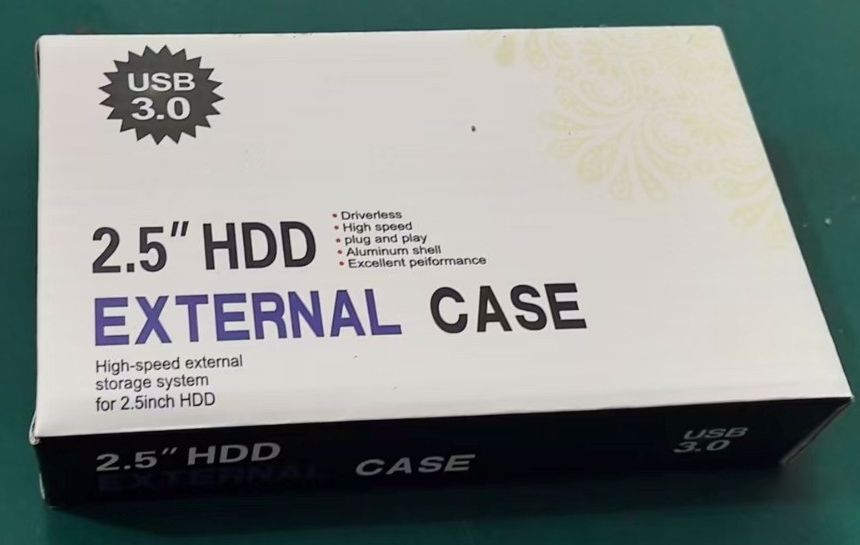 USB
3.0
2.5" HDD
• Driverless
• High speed
• plug and play
• Aluminum shell
• Excellent peiformance
EXTERNAL CASE
High-speed external
storage system
for 2.5inch HDD
2.5" HDD
EXTERNAL CASE
USB
3.0